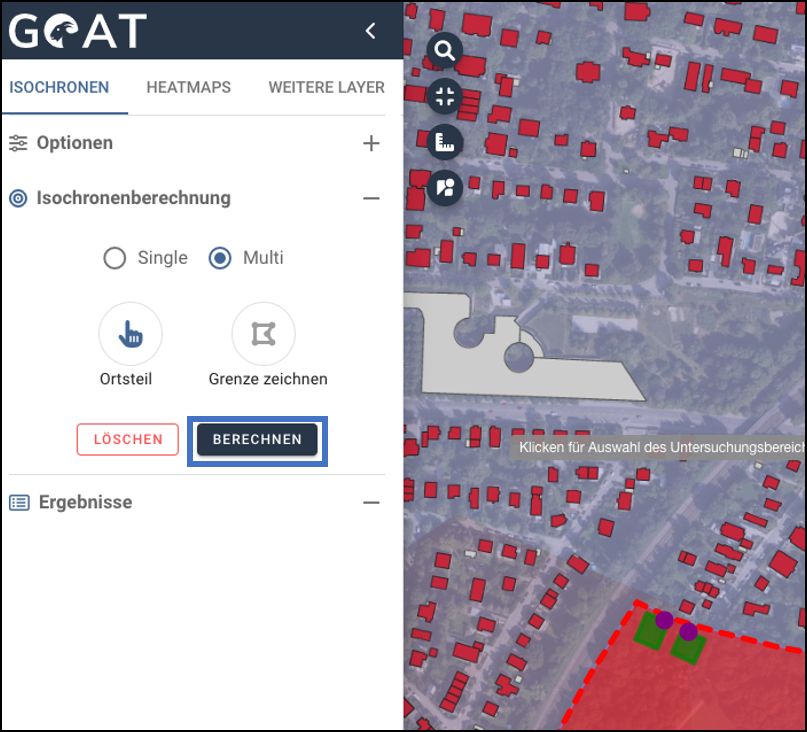 GOAT
ISOCHRONEN HEATMAPS WEITERE LAYER
Optionen
Isochronenberechnung
Single Multi
Ortsteil Grenze zeichnen
LÖSCHEN BERECHNEN
Klicken für Auswahl des Untersuchungsbereich
Ergebnisse